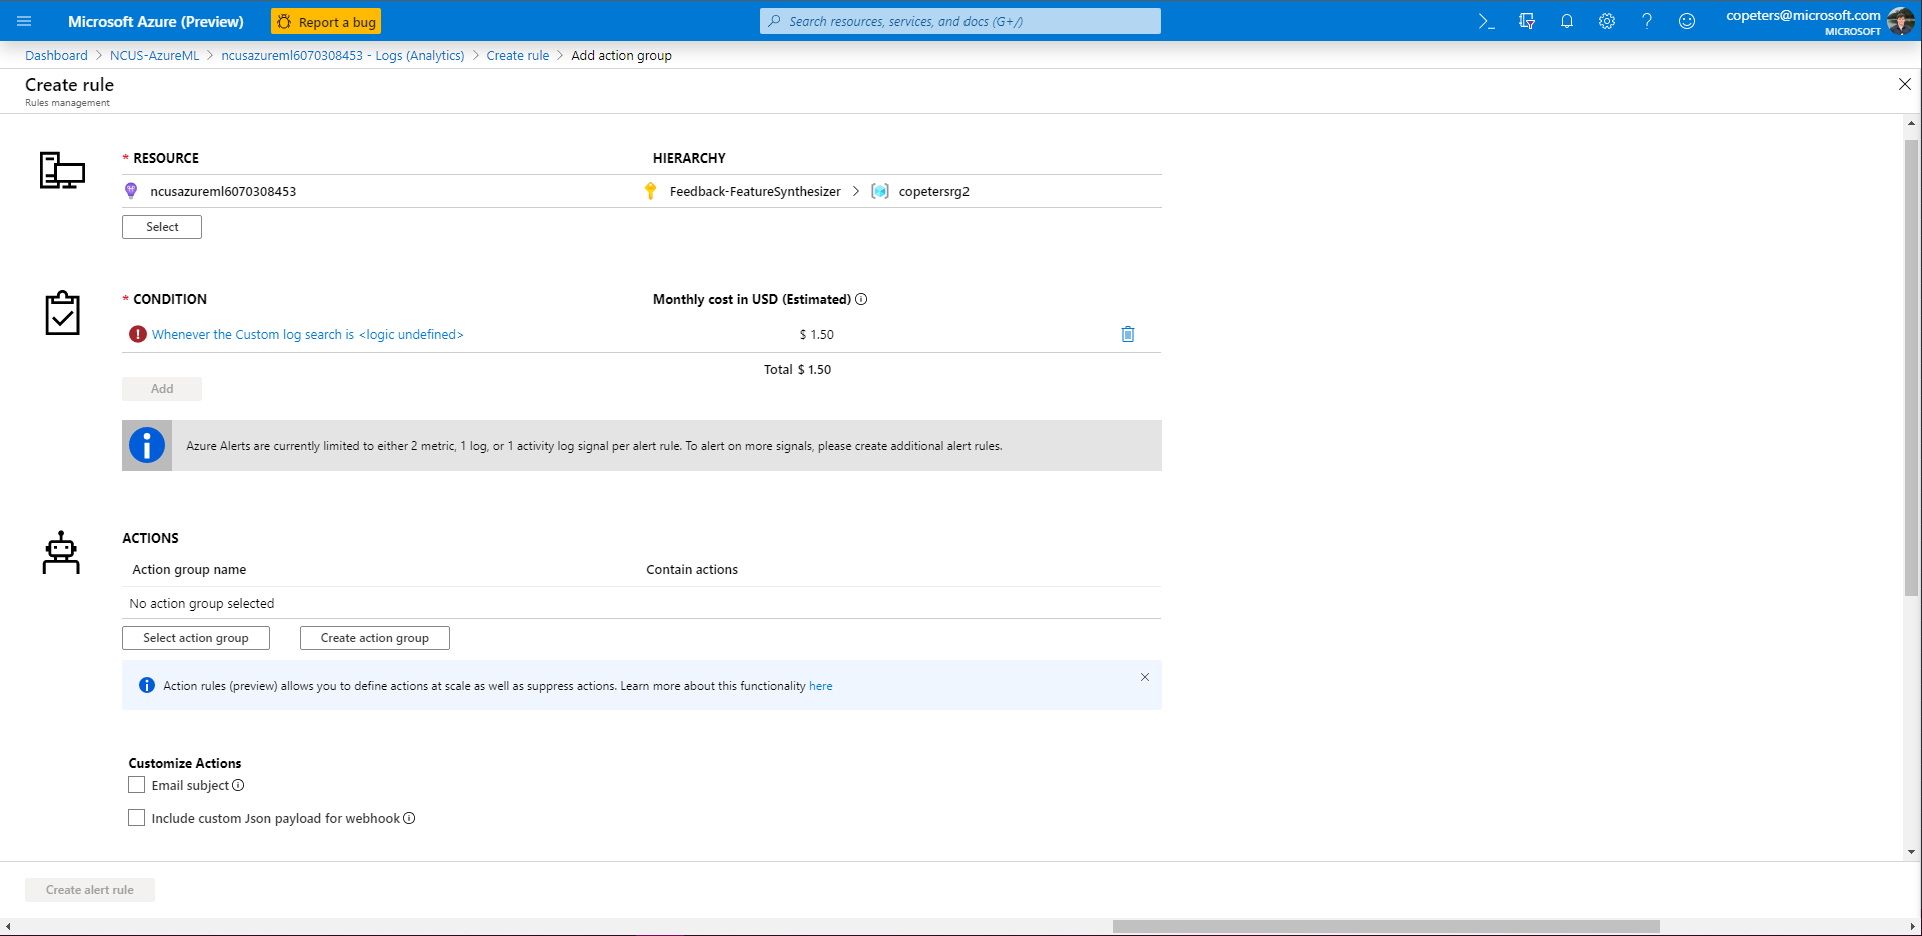 Microsoft Azure (Preview)
Report a bug
Search resources, services, and docs (G+/)
copeters@microsoft.com
MICROSOFT
Dashboard > NCUS-AzureML > ncusazureml6070308453 - Logs (Analytics) > Create rule > Add action group
Create rule
Rules management
* RESOURCE
HIERARCHY
ncusazureml6070308453
Feedback-FeatureSynthesizer > copetersrg2
Select
* CONDITION
Monthly cost in USD (Estimated)
Whenever the Custom log search is <logic undefined>
$ 1.50
Total $ 1.50
Add
Azure Alerts are currently limited to either 2 metric, 1 log, or 1 activity log signal per alert rule. To alert on more signals, please create additional alert rules.
ACTIONS
Action group name
Contain actions
No action group selected
Select action group
Create action group
Action rules (preview) allows you to define actions at scale as well as suppress actions. Learn more about this functionality here
Customize Actions
Email subject
Include custom Json payload for webhook
Create alert rule